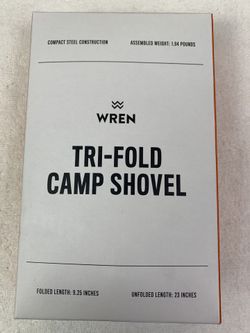 COMPACT STEEL CONSTRUCTION
ASSEMBLED WEIGHT: 1.94 POUNDS
WREN
TRI-FOLD
CAMP SHOVEL
FOLDED LENGTH: 9.25 INCHES
UNFOLDED LENGTH: 23 INCHES